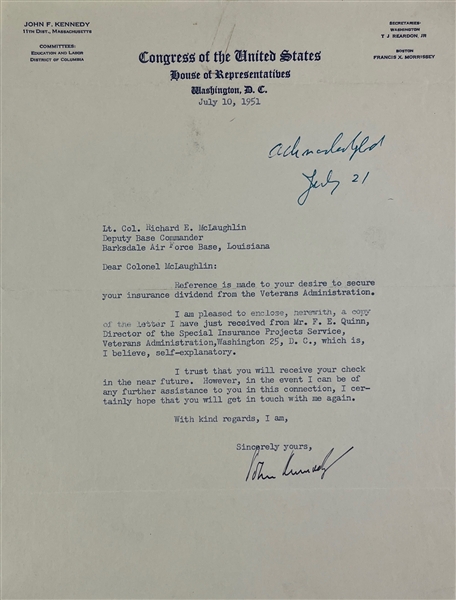 JOHN F. KENNEDY
11TH DIST., MASSACHUSETTS
COMMITTEES:
EDUCATION AND LABOR
DISTRICT OF COLUMBIA
SECRETARIES:
WASHINGTON
T J REARDON, JR
BOSTON
FRANCIS X. MORRISSEY
Congress of the United States
House of Representatives
Washington, D. C.
July 10, 1951
acknowledged
July 21
Lt. Col. Richard E. McLaughlin
Deputy Base Commander
Barksdale Air Force Base, Louisiana
Dear Colonel McLaughlin:
Reference is made to your desire to secure
your insurance dividend from the Veterans Administration.
I am pleased to enclose, herewith, a copy
of the letter I have just received from Mr. F. E. Quinn,
Director of the Special Insurance Projects Service,
Veterans Administration,Washington 25, D. C., which is,
I believe, self-explanatory.
I trust that you will receive your check
in the near future. However, in the event I can be of
any further assistance to you in this connection, I cer-
tainly hope that you will get in touch with me again.
With kind regards, I am,
Sincerely yours,
John Kennedy